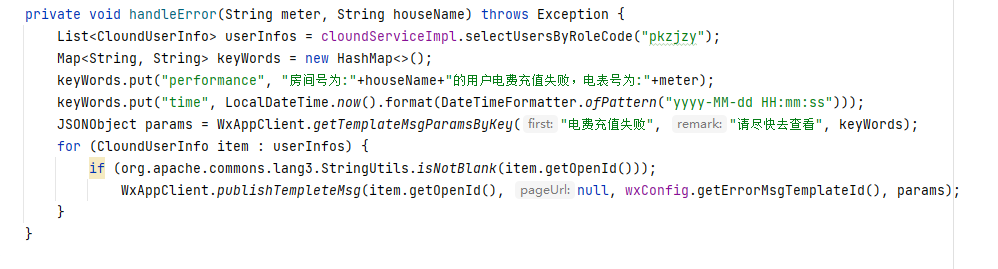 private void handleError(String meter, String houseName) throws Exception {
List<CloundUserInfo> userInfos = cloundServiceImpl.selectUsersByRoleCode("pkzjzy");
Map<String, String> keyWords = new HashMap<>();
keyWords.put("performance", "房间号为:"+houseName+"的用户电费充值失败，电表号为:"+meter);
keyWords.put("time", LocalDateTime.now().format(DateTimeFormatter.ofPattern("yyyy-MM-dd HH:mm:ss")));
JSONObject params = WxAppClient.getTemplateMsgParamsByKey( first: "电费充值失败", remark: "请尽快去查看", keyWords);
for (CloundUserInfo item : userInfos) {
if (org.apache.commons.lang3.StringUtils.isNotBlank(item.getOpenId()));
WxAppClient.publishTempleteMsg(item.getOpenId(), pageUrl: null, wxConfig.getErrorMsgTemplateId(), params);
}
}